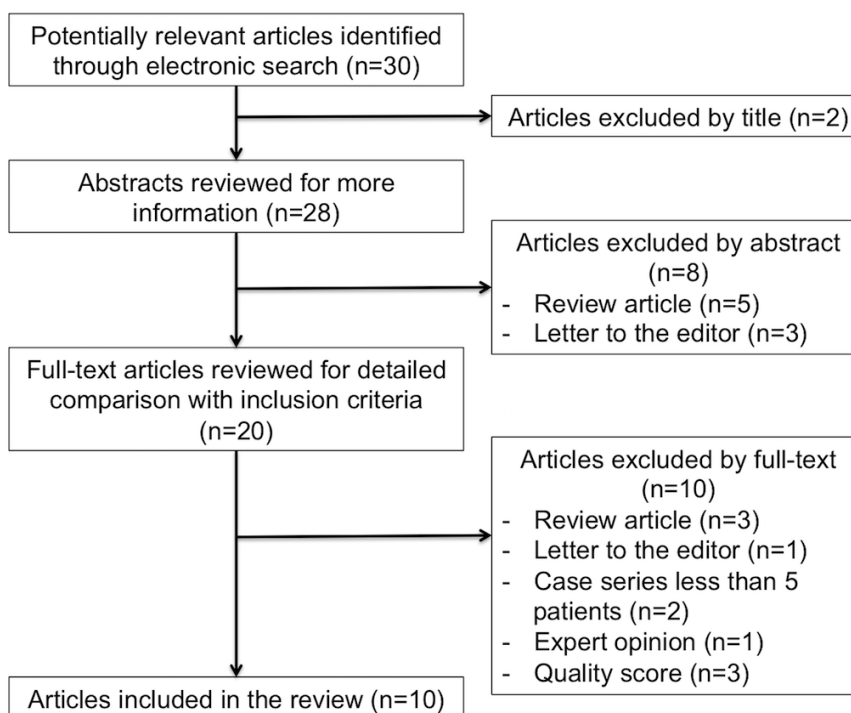 Potentially relevant articles identified
through electronic search (n=30)
Articles excluded by title (n=2)
Abstracts reviewed for more
information (n=28)
Articles excluded by abstract
(n=8)
- Review article (n=5)
- Letter to the editor (n=3)
Full-text articles reviewed for detailed
comparison with inclusion criteria
(n=20)
Articles excluded by full-text
(n=10)
- Review article (n=3)
- Letter to the editor (n=1)
- Case series less than 5
patients (n=2)
- Expert opinion (n=1)
- Quality score (n=3)
Articles included in the review (n=10)